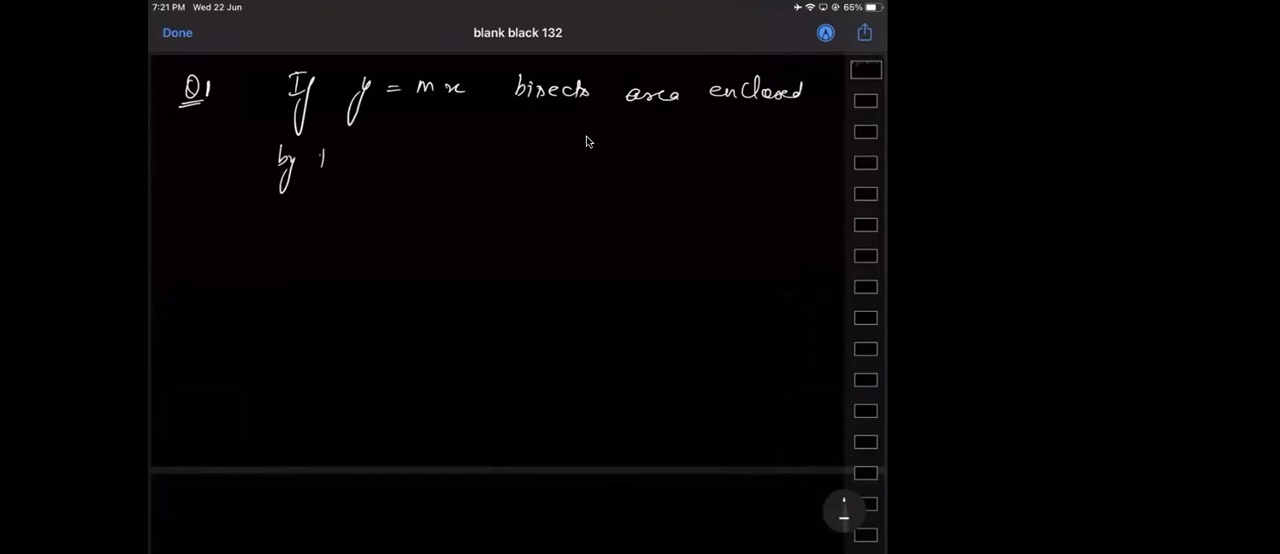 7:21 PM Wed 22 Jun
65%
Done
blank black 132
Q1 If y = mx bisects area enclosed
by